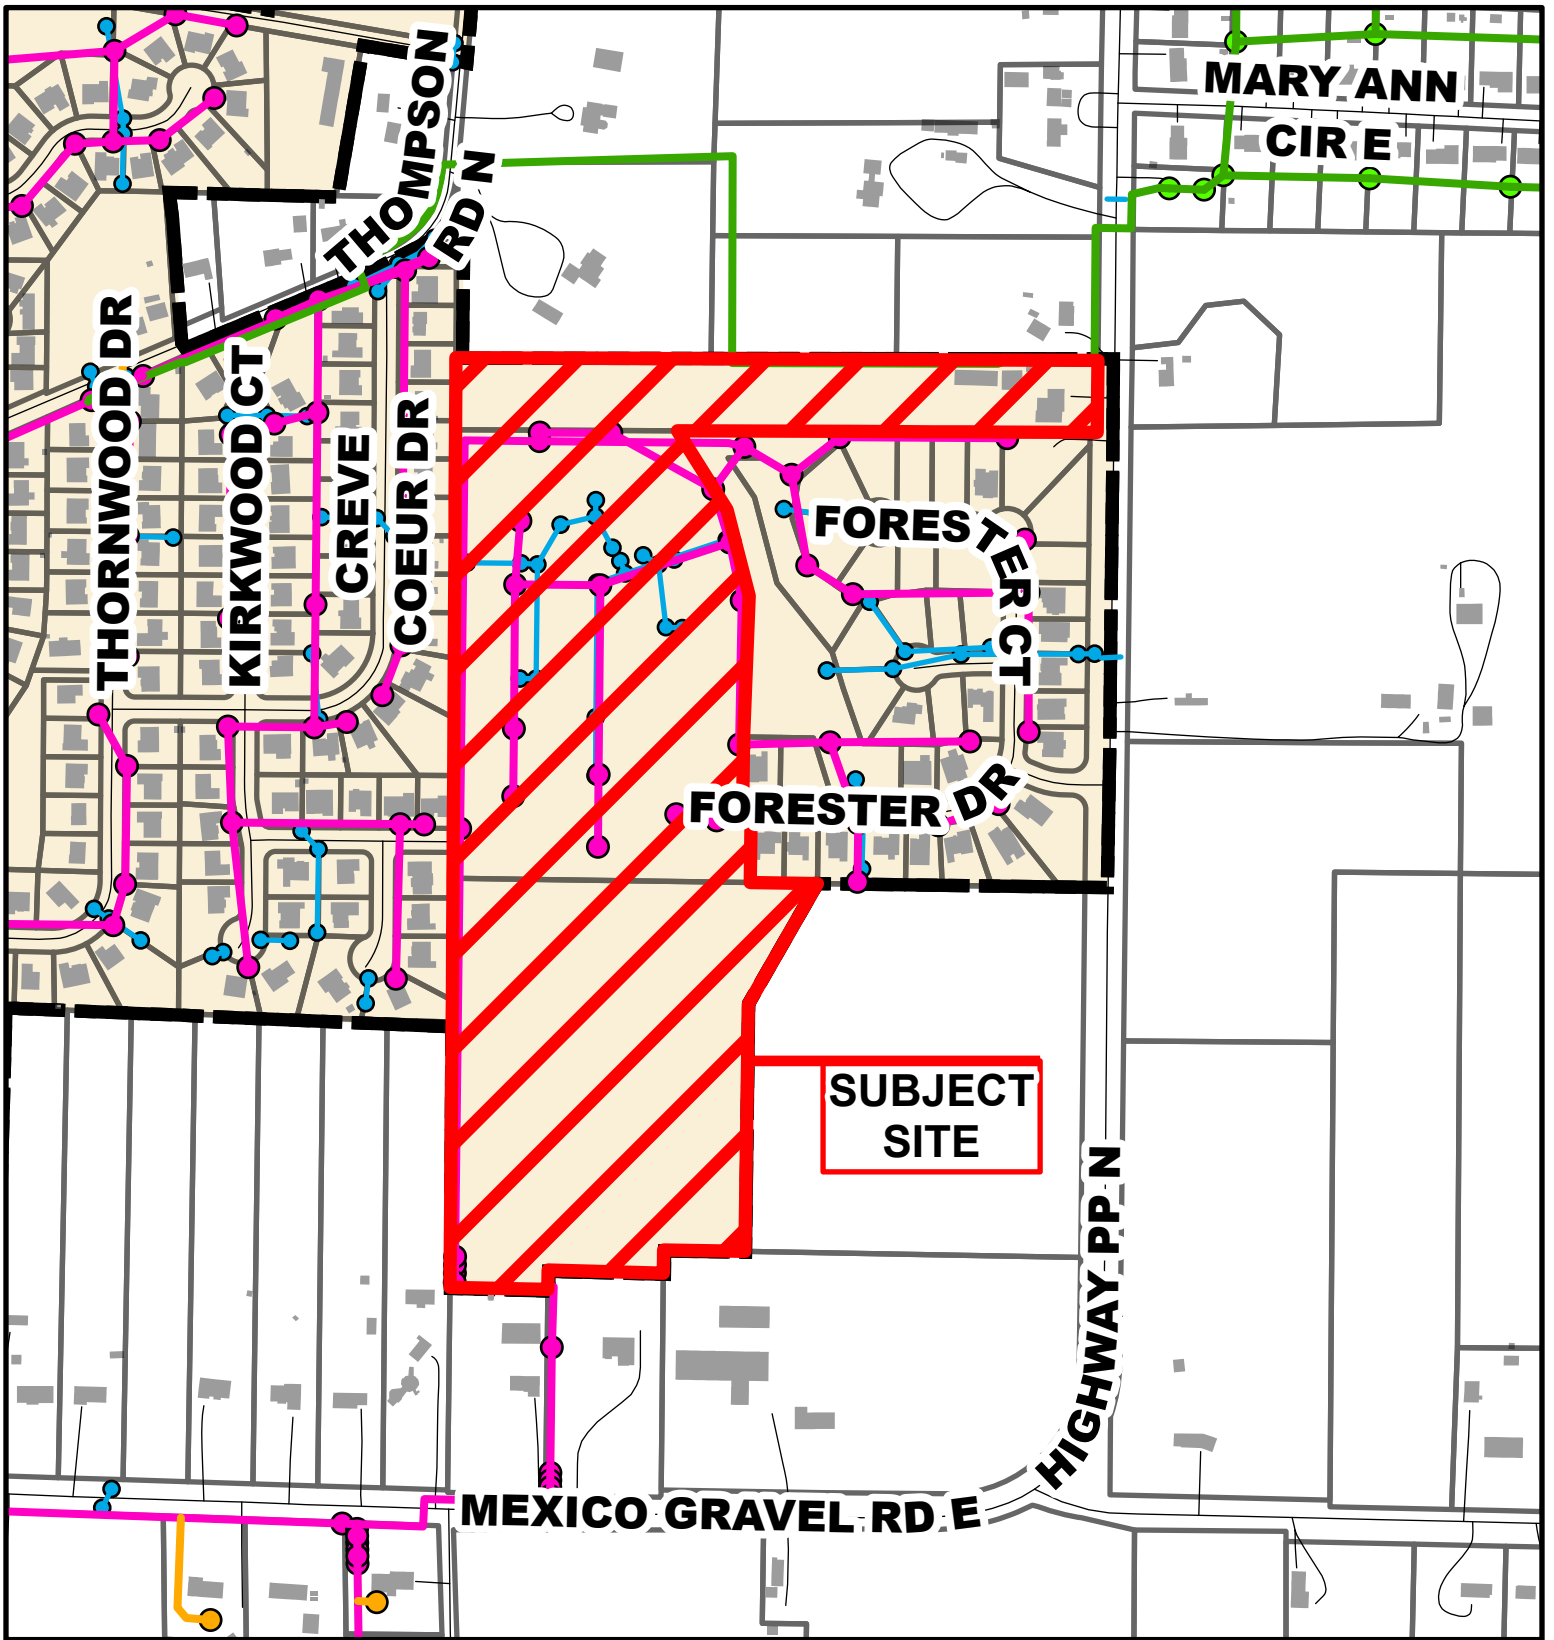 MARY ANN
CIR E
THOMPSON
RD N
THORNWOOD DR
KIRKWOOD CT
CREVE
COEUR DR
FORESTER CT
FORESTER DR
SUBJECT
SITE
HIGHWAY PP N
MEXICO GRAVEL RD E